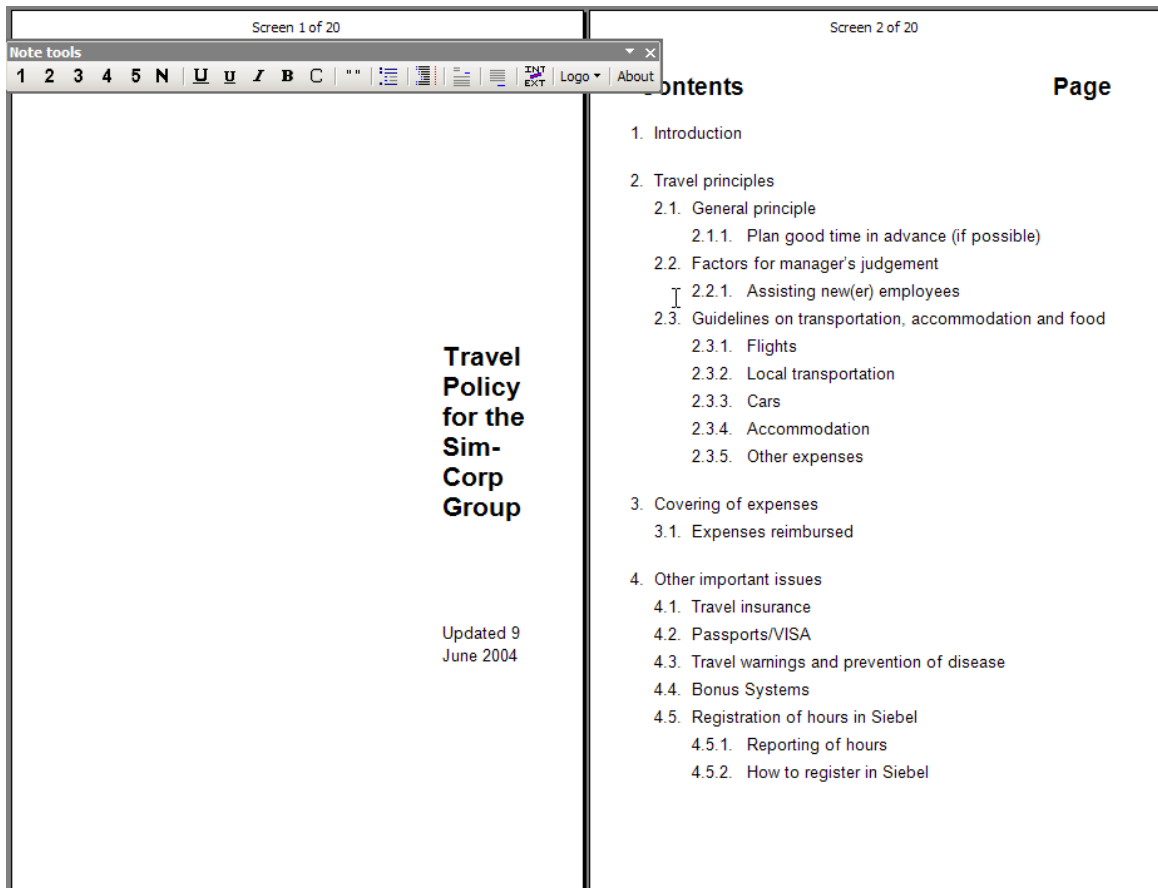 Screen 1 of 20
Note tools
1 2 3 4 5 N U u I B C " " INT EXT Logo About
Travel
Policy
for the
Sim-
Corp
Group
Updated 9
June 2004
Screen 2 of 20
ontents Page
1. Introduction
2. Travel principles
2.1. General principle
2.1.1. Plan good time in advance (if possible)
2.2. Factors for manager's judgement
2.2.1. Assisting new(er) employees
2.3. Guidelines on transportation, accommodation and food
2.3.1. Flights
2.3.2. Local transportation
2.3.3. Cars
2.3.4. Accommodation
2.3.5. Other expenses
3. Covering of expenses
3.1. Expenses reimbursed
4. Other important issues
4.1. Travel insurance
4.2. Passports/VISA
4.3. Travel warnings and prevention of disease
4.4. Bonus Systems
4.5. Registration of hours in Siebel
4.5.1. Reporting of hours
4.5.2. How to register in Siebel